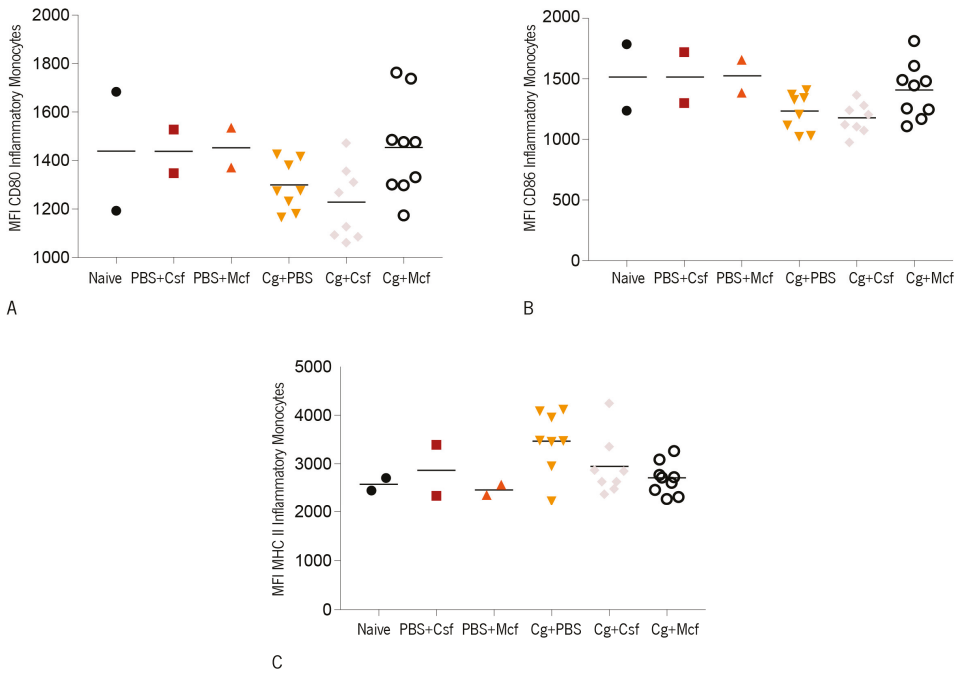 2000
1800
1600
1400
1200
1000
MFI CD80 Inflammatory Monocytes
Naive PBS+Csf PBS+Mcf Cg+PBS Cg+Csf Cg+Mcf
A
2000
1500
1000
500
0
MFI CD86 Inflammatory Monocytes
Naive PBS+Csf PBS+Mcf Cg+PBS Cg+Csf Cg+Mcf
B
5000
4000
3000
2000
1000
0
MFI MHC II Inflammatory Monocytes
Naive PBS+Csf PBS+Mcf Cg+PBS Cg+Csf Cg+Mcf
C